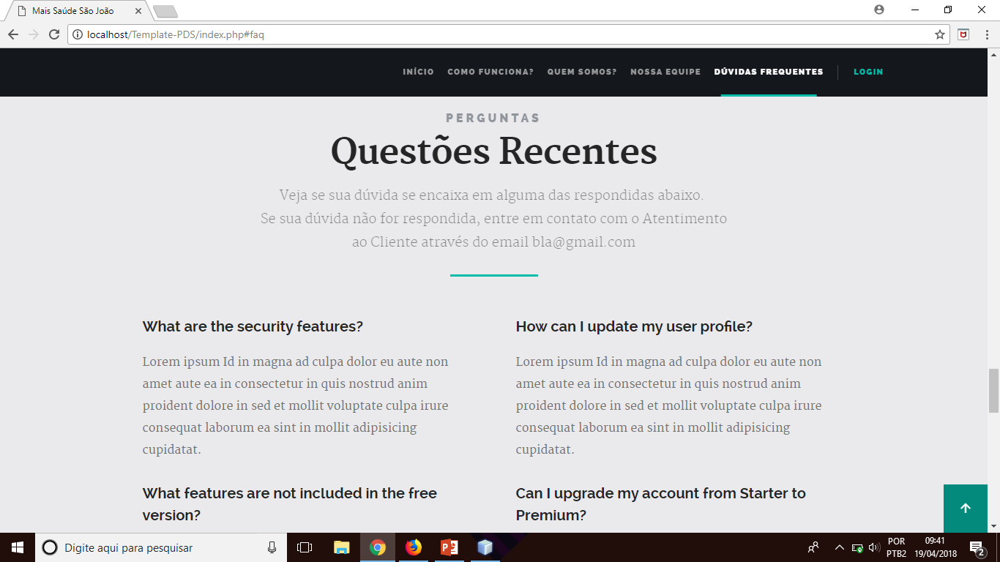 Mais Saúde São João
localhost/Template-PDS/index.php#faq
INÍCIO COMO FUNCIONA? QUEM SOMOS? NOSSA EQUIPE DÚVIDAS FREQUENTES LOGIN
PERGUNTAS
Questões Recentes
Veja se sua dúvida se encaixa em alguma das respondidas abaixo.
Se sua dúvida não for respondida, entre em contato com o Atentimento
ao Cliente através do email bla@gmail.com
What are the security features?
Lorem ipsum Id in magna ad culpa dolor eu aute non
amet aute ea in consectetur in quis nostrud anim
proident dolore in sed et mollit voluptate culpa irure
consequat laborum ea sint in mollit adipisicing
cupidatat.
How can I update my user profile?
Lorem ipsum Id in magna ad culpa dolor eu aute non
amet aute ea in consectetur in quis nostrud anim
proident dolore in sed et mollit voluptate culpa irure
consequat laborum ea sint in mollit adipisicing
cupidatat.
What features are not included in the free
version?
Can I upgrade my account from Starter to
Premium?
Digite aqui para pesquisar
POR
PTB2
09:41
19/04/2018
2